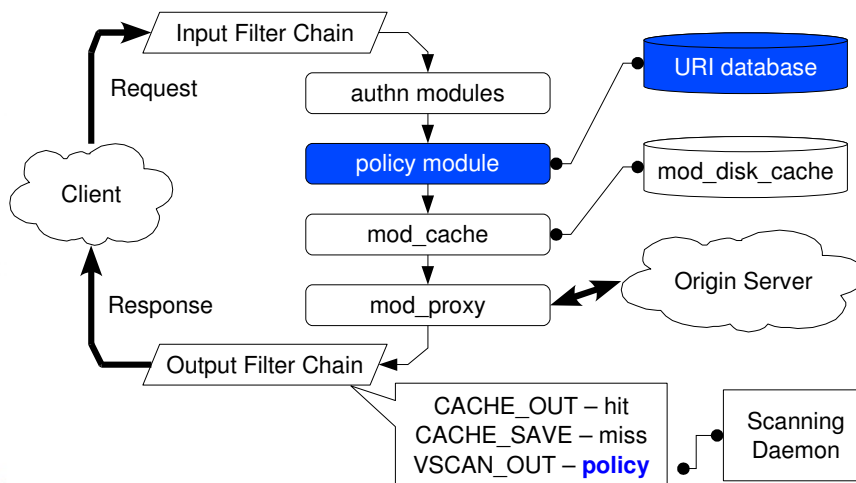 Input Filter Chain
URI database
Request
authn modules
policy module
mod_disk_cache
Client
mod_cache
Origin Server
Response
mod_proxy
Output Filter Chain
CACHE_OUT – hit
CACHE_SAVE – miss
VSCAN_OUT – policy
Scanning
Daemon